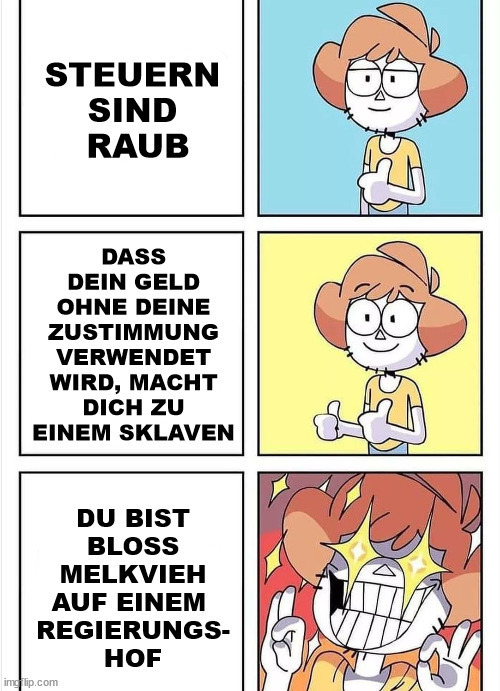 STEUERN
SIND
RAUB
DASS
DEIN GELD
OHNE DEINE
ZUSTIMMUNG
VERWENDET
WIRD, MACHT
DICH ZU
EINEM SKLAVEN
DU BIST
BLOSS
MELKVIEH
AUF EINEM
REGIERUNGS-
HOF
imgflip.com